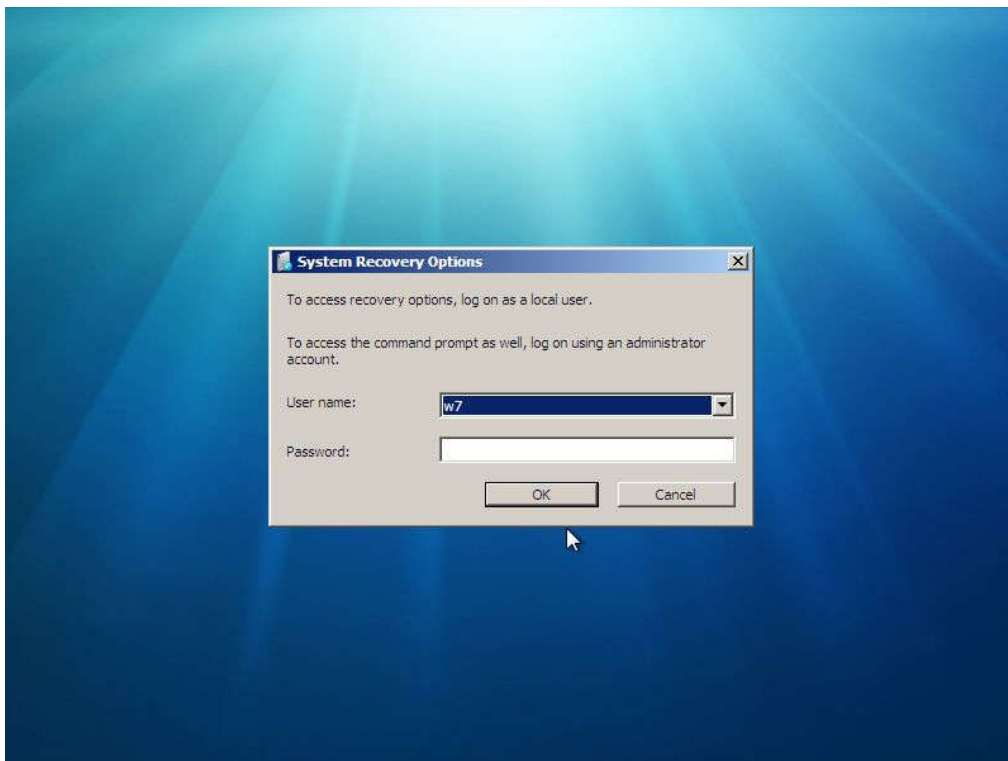 System Recovery Options
To access recovery options, log on as a local user.
To access the command prompt as well, log on using an administrator
account.
User name:
w7
Password:
OK
Cancel